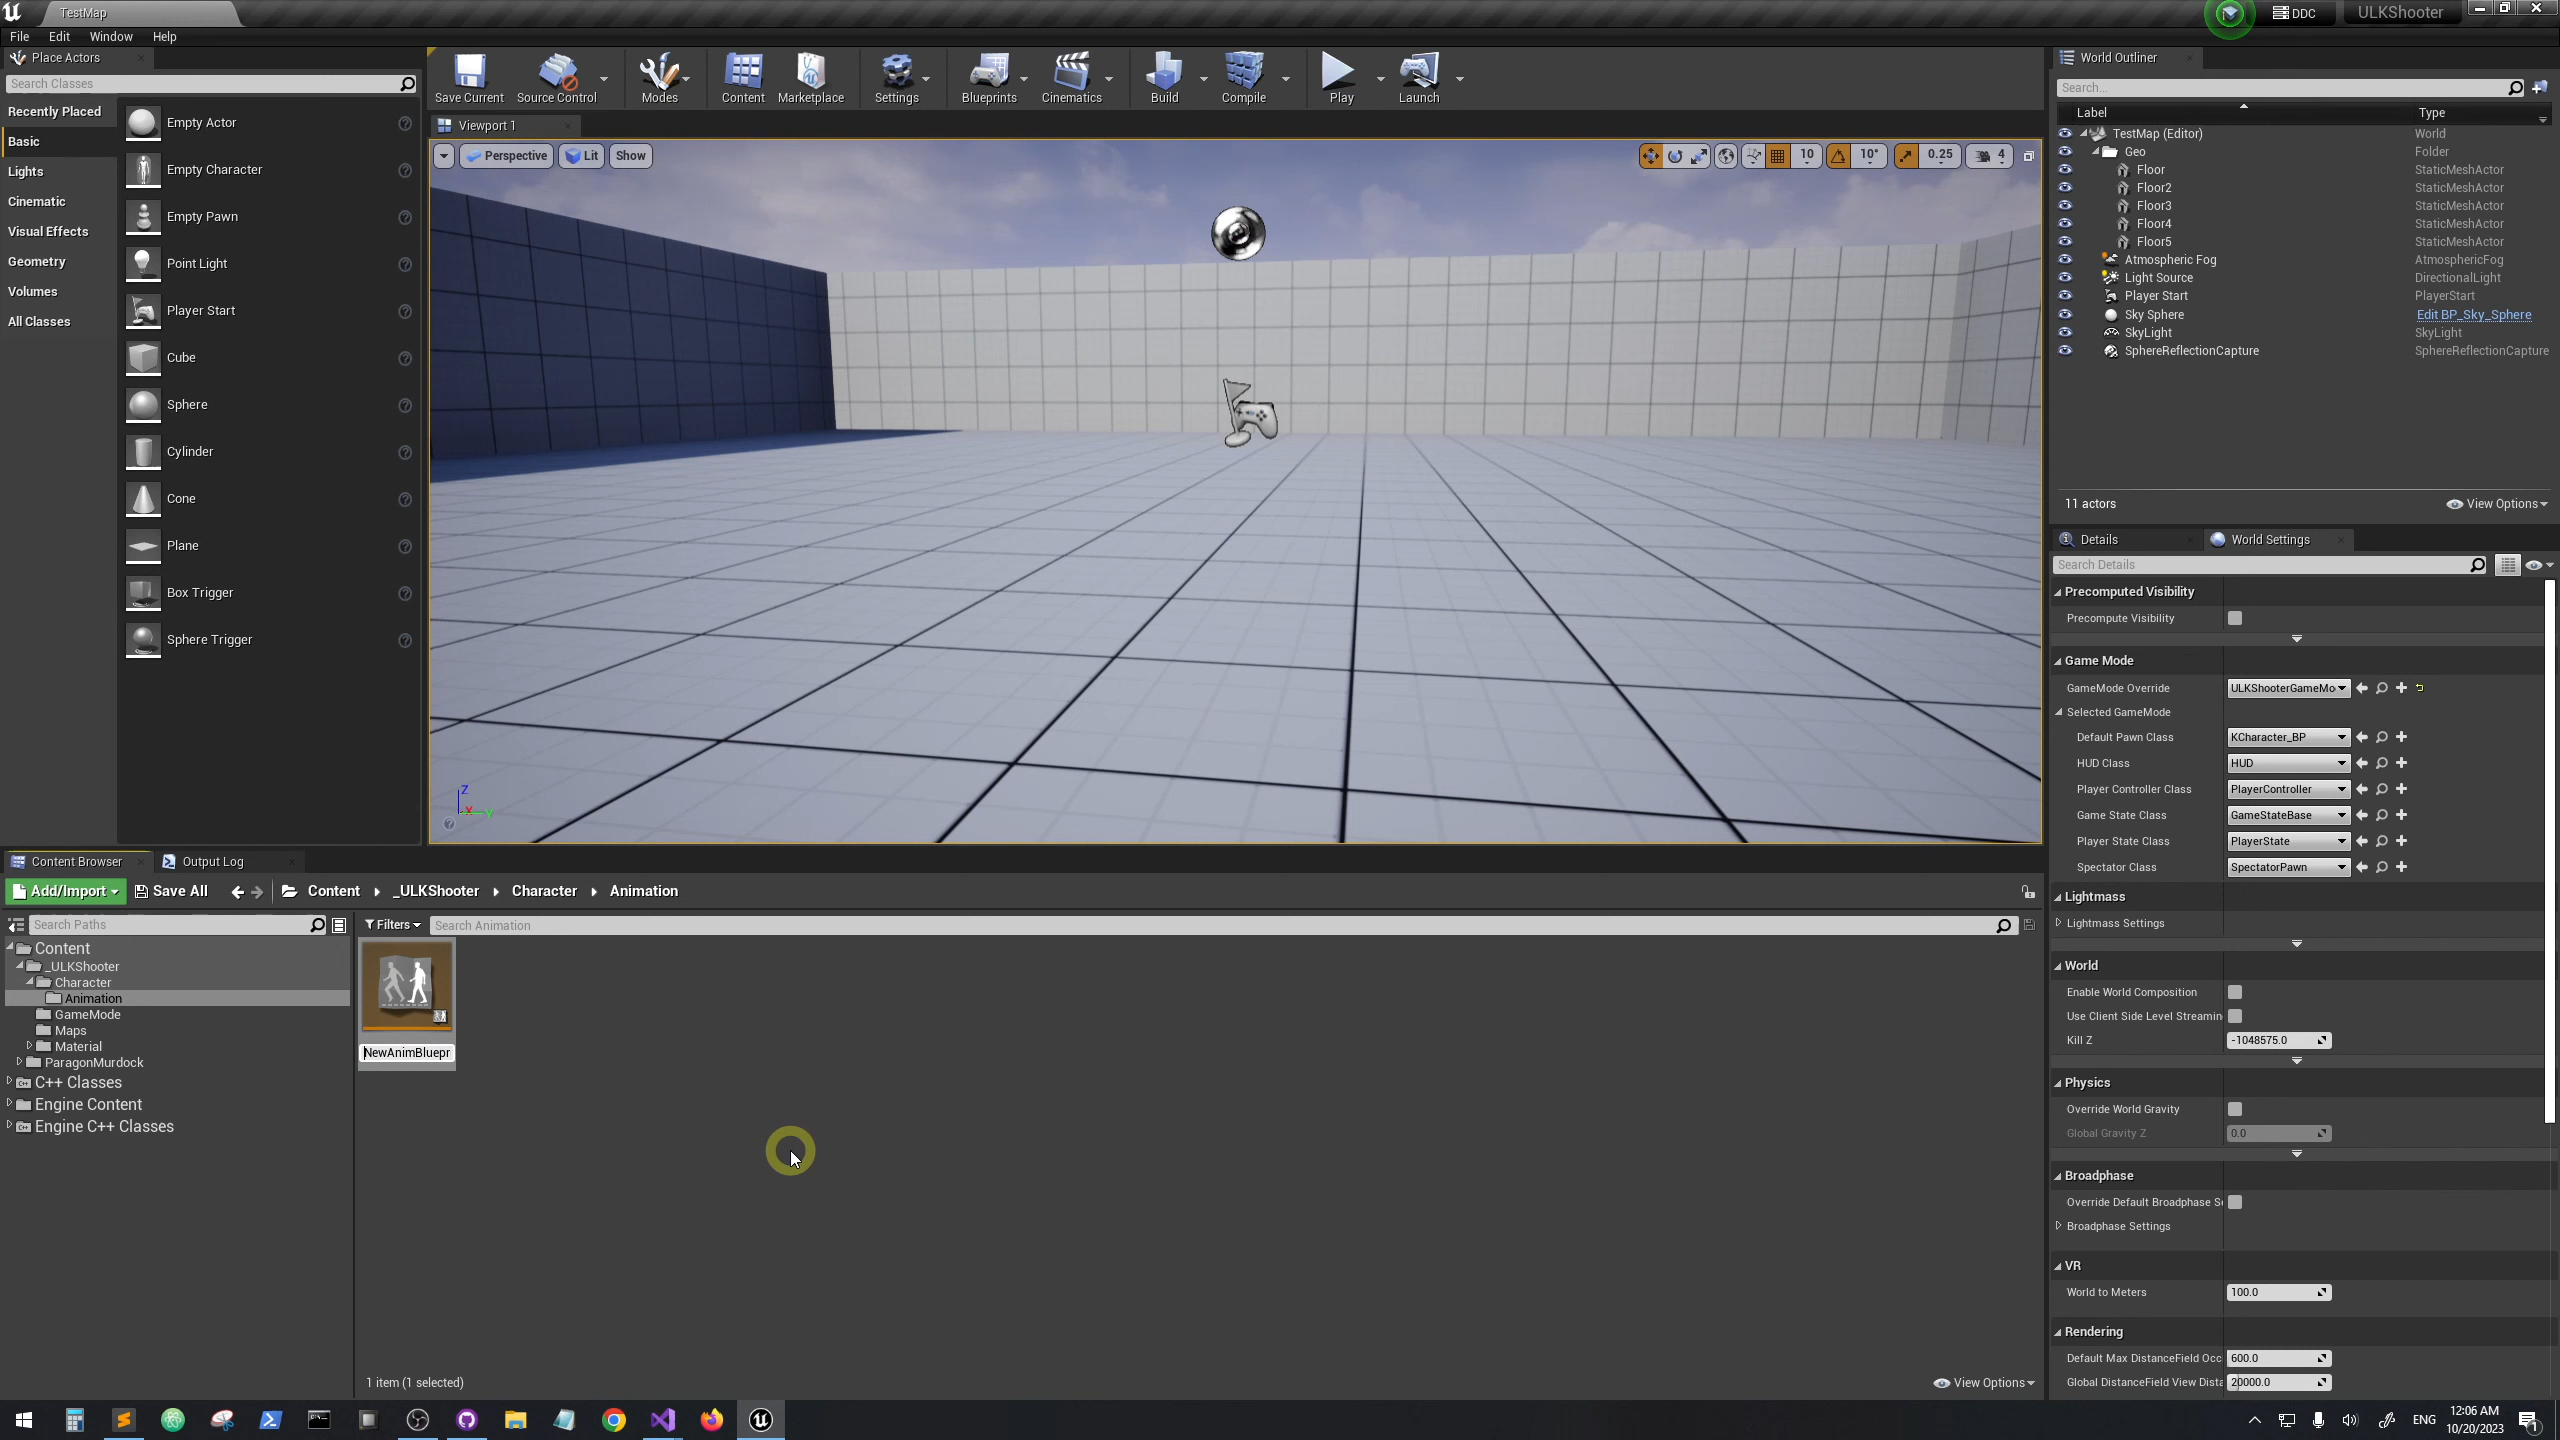 TestMap
DDC
ULKShooter
File Edit Window Help
Place Actors
Search Classes
Recently Placed
Basic
Lights
Cinematic
Visual Effects
Geometry
Volumes
All Classes
Empty Actor
Empty Character
Empty Pawn
Point Light
Player Start
Cube
Sphere
Cylinder
Cone
Plane
Box Trigger
Sphere Trigger
Save Current Source Control Modes Content Marketplace Settings Blueprints Cinematics Build Compile Play Launch
Viewport 1
Perspective Lit Show
10 10° 0.25 4
Z
X Y
World Outliner
Search...
Label Type
TestMap (Editor) World
Geo Folder
Floor StaticMeshActor
Floor2 StaticMeshActor
Floor3 StaticMeshActor
Floor4 StaticMeshActor
Floor5 StaticMeshActor
Atmospheric Fog AtmosphericFog
Light Source DirectionalLight
Player Start PlayerStart
Sky Sphere Edit BP_Sky_Sphere
SkyLight SkyLight
SphereReflectionCapture SphereReflectionCapture
11 actors View Options
Details World Settings
Search Details
Precomputed Visibility
Precompute Visibility
Game Mode
GameMode Override ULKShooterGameMo
Selected GameMode
Default Pawn Class KCharacter_BP
HUD Class HUD
Player Controller Class PlayerController
Game State Class GameStateBase
Player State Class PlayerState
Spectator Class SpectatorPawn
Lightmass
Lightmass Settings
World
Enable World Composition
Use Client Side Level Streamin
Kill Z -1048575.0
Physics
Override World Gravity
Global Gravity Z 0.0
Broadphase
Override Default Broadphase Se
Broadphase Settings
VR
World to Meters 100.0
Rendering
Default Max DistanceField Occ 600.0
Global DistanceField View Dista 20000.0
Content Browser Output Log
Add/Import Save All Content _ULKShooter Character Animation
Search Paths
Filters Search Animation
Content
_ULKShooter
Character
Animation
GameMode
Maps
Material
ParagonMurdock
C++ Classes
Engine Content
Engine C++ Classes
NewAnimBluepr
1 item (1 selected) View Options
ENG
12:06 AM
10/20/2023
1